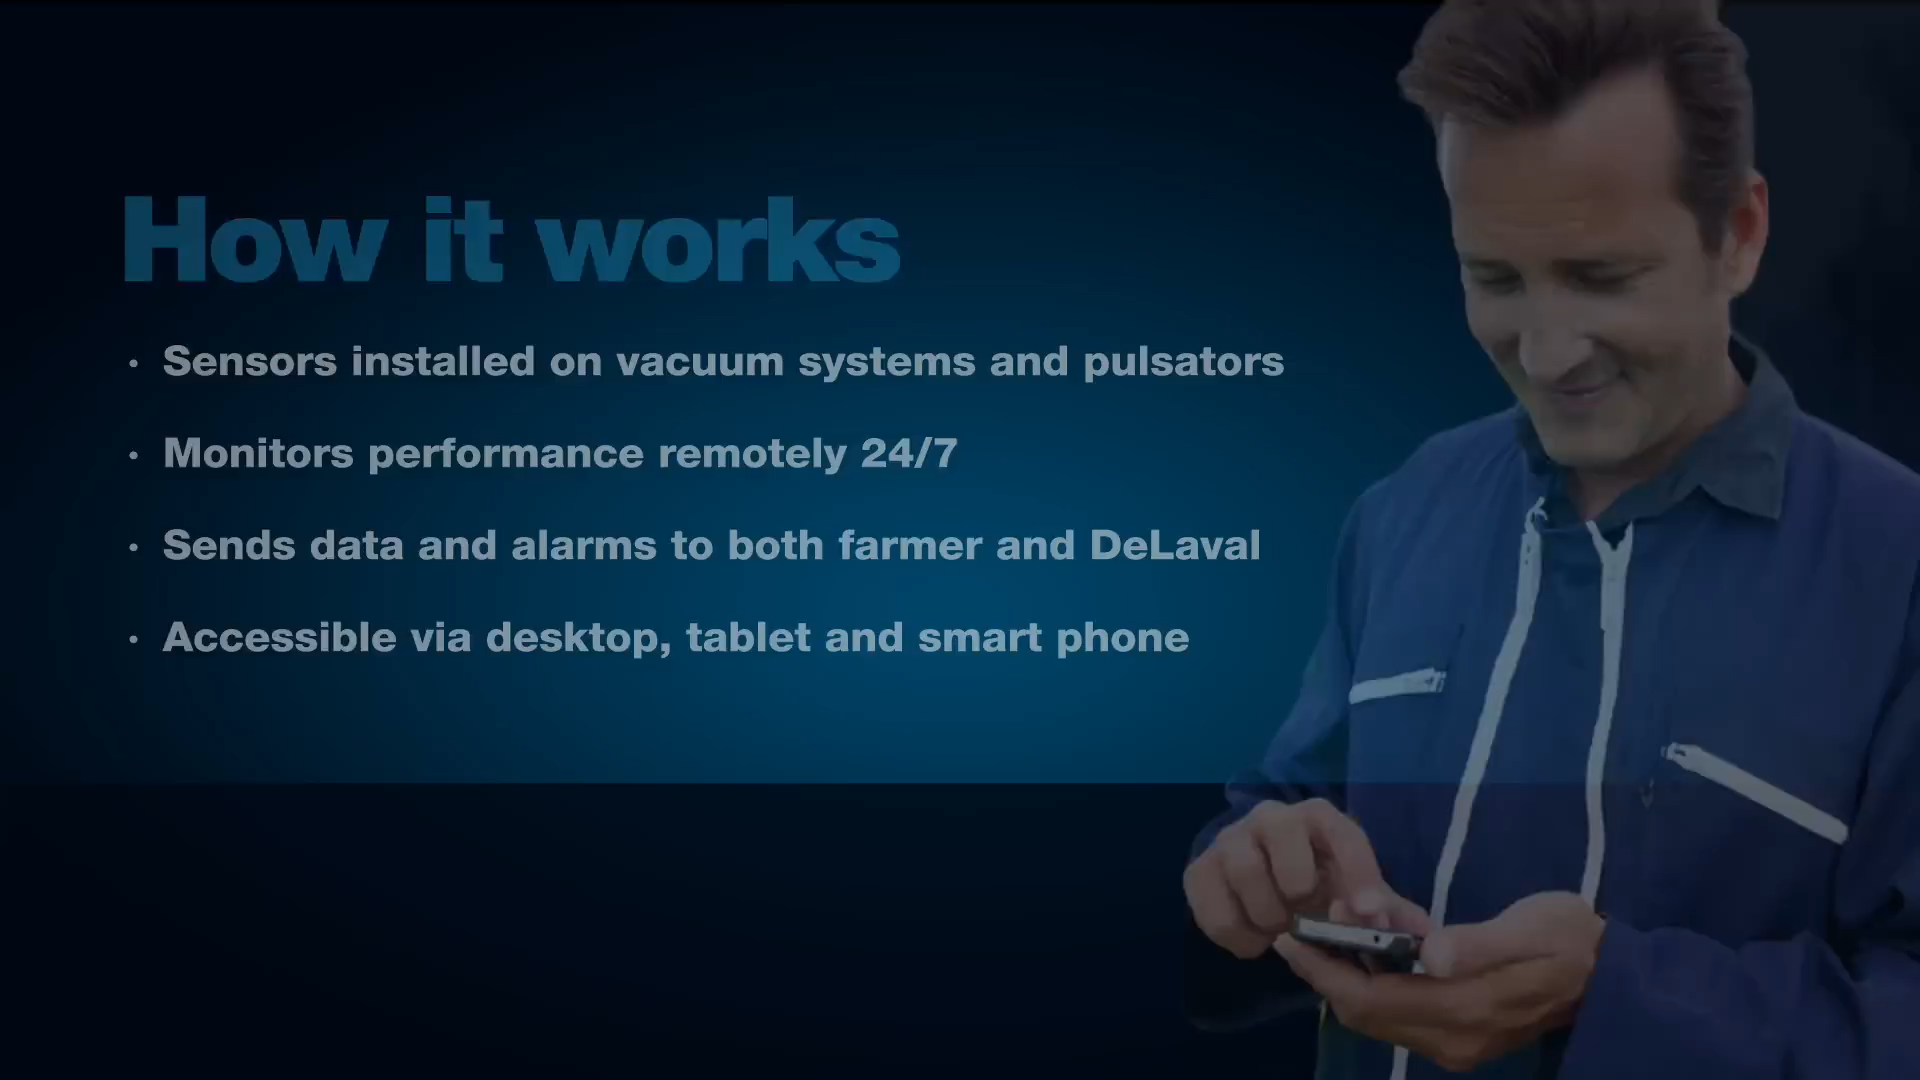 How it works
· Sensors installed on vacuum systems and pulsators
· Monitors performance remotely 24/7
· Sends data and alarms to both farmer and DeLaval
· Accessible via desktop, tablet and smart phone